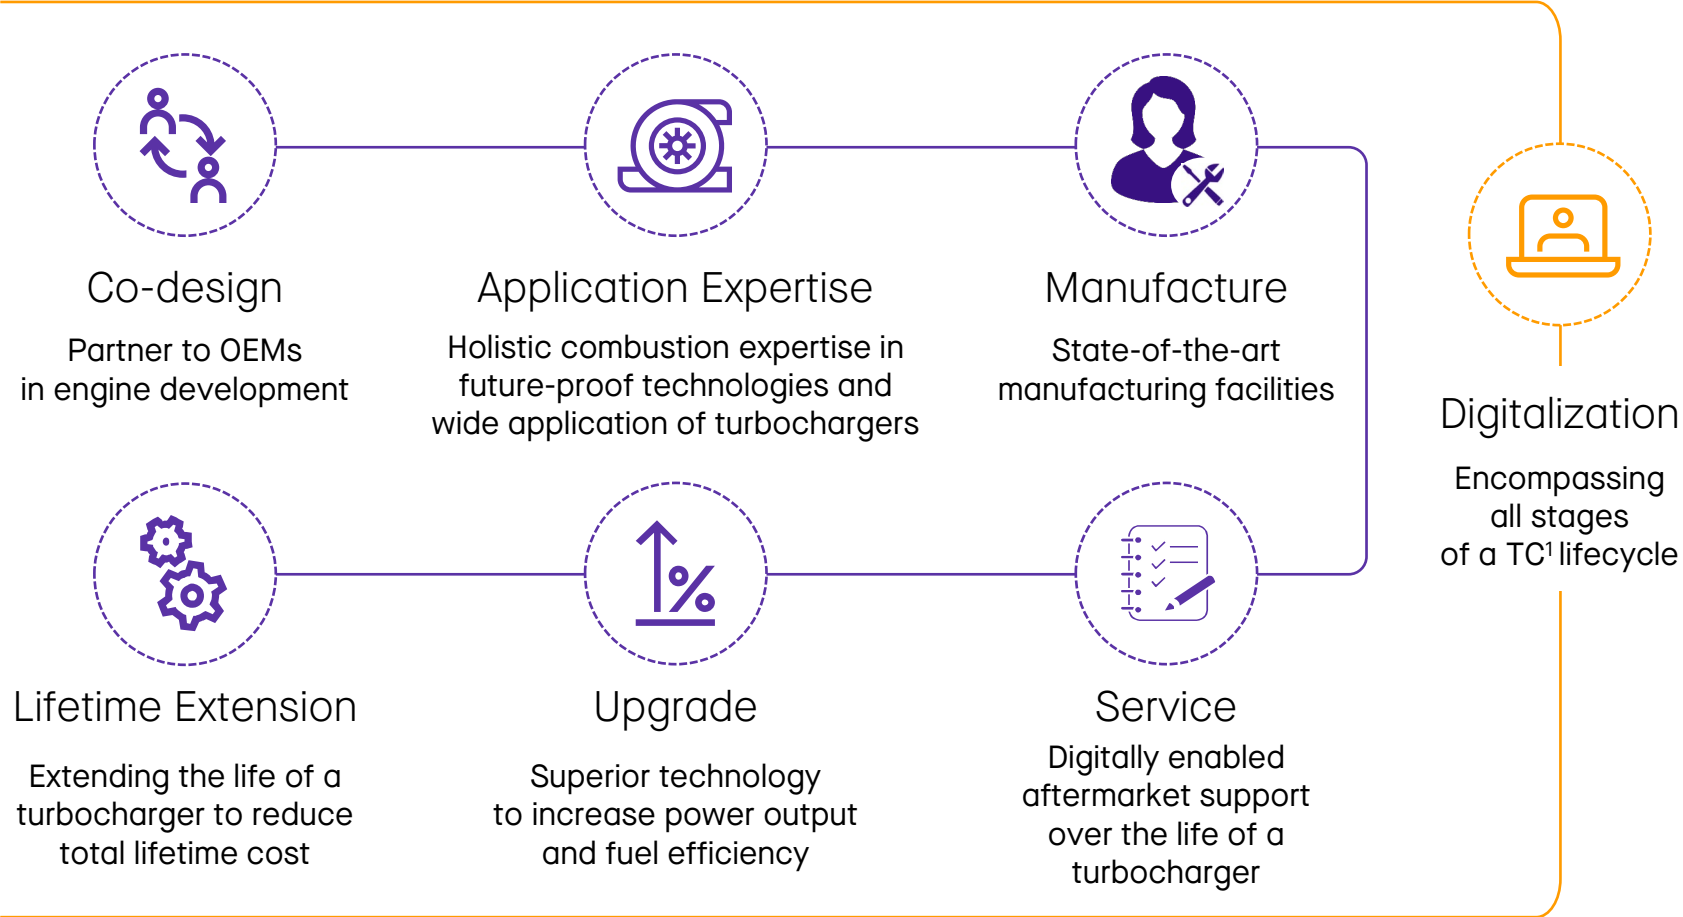 Co-design
Partner to OEMs
in engine development
Application Expertise
Holistic combustion expertise in
future-proof technologies and
wide application of turbochargers
Manufacture
State-of-the-art
manufacturing facilities
Digitalization
Encompassing
all stages
of a TC¹ lifecycle
Lifetime Extension
Extending the life of a
turbocharger to reduce
total lifetime cost
Upgrade
%
Superior technology
to increase power output
and fuel efficiency
Service
Digitally enabled
aftermarket support
over the life of a
turbocharger